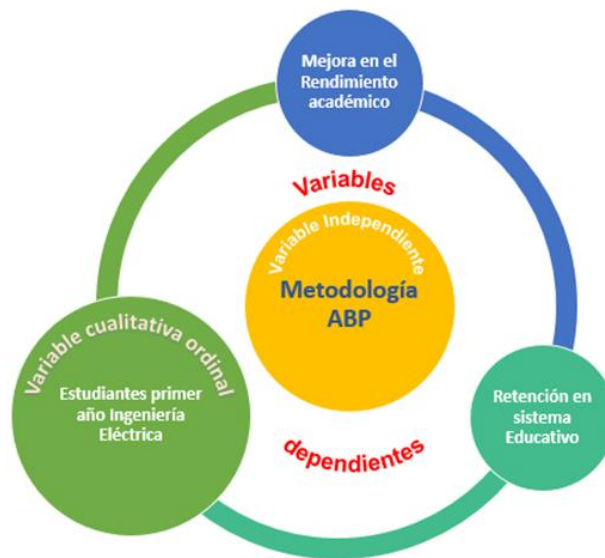 Mejora en el
Rendimiento
académico
Variables
Variable Independiente
Metodología
ABP
Variable cualitativa ordinal
Estudiantes primer
año Ingeniería
Eléctrica
Retención en
sistema
Educativo
dependientes